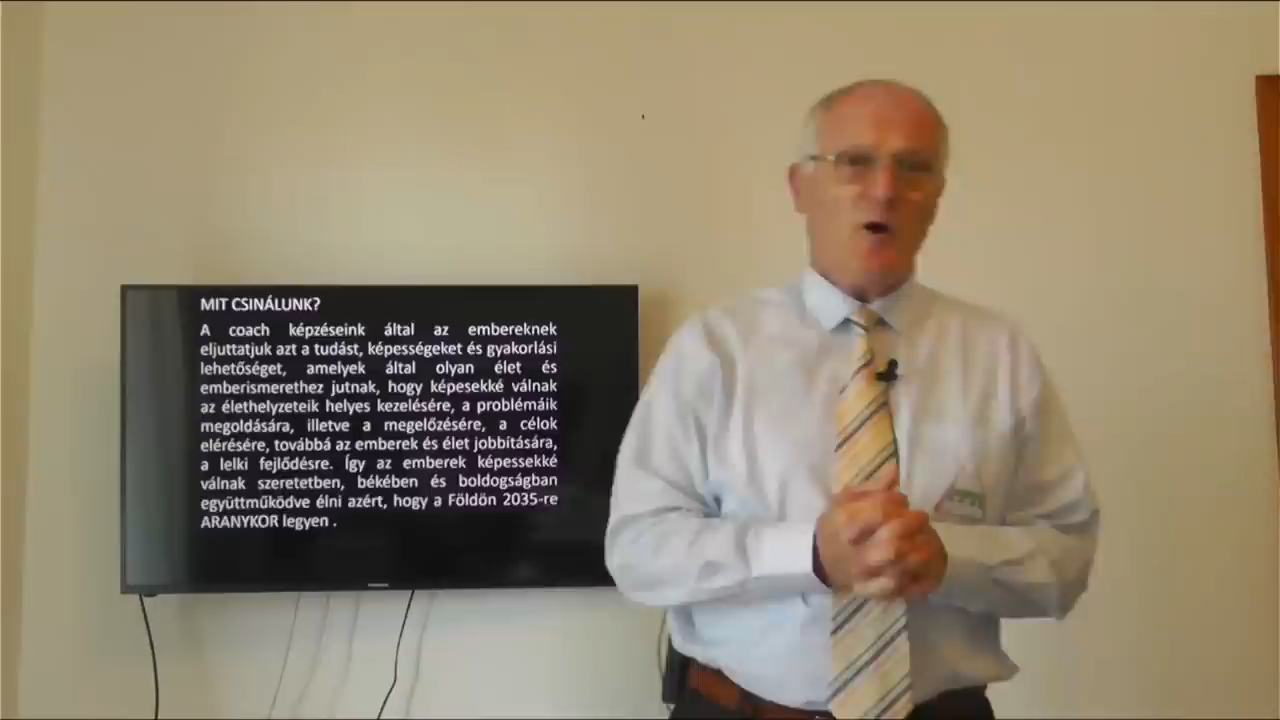 MIT CSINÁLUNK?
A coach képzéseink által az embereknek
eljuttatjuk azt a tudást, képességeket és gyakorlási
lehetőséget, amelyek által olyan élet és
emberismerethez jutnak, hogy képesekké válnak
az élethelyzeteik helyes kezelésére, a problémáik
megoldására, illetve a megelőzésére, a célok
elérésére, továbbá az emberek és élet jobbítására,
a lelki fejlődésre. Így az emberek képessekké
válnak szeretetben, békében és boldogságban
együttműködve élni azért, hogy a Földön 2035-re
ARANYKOR legyen .